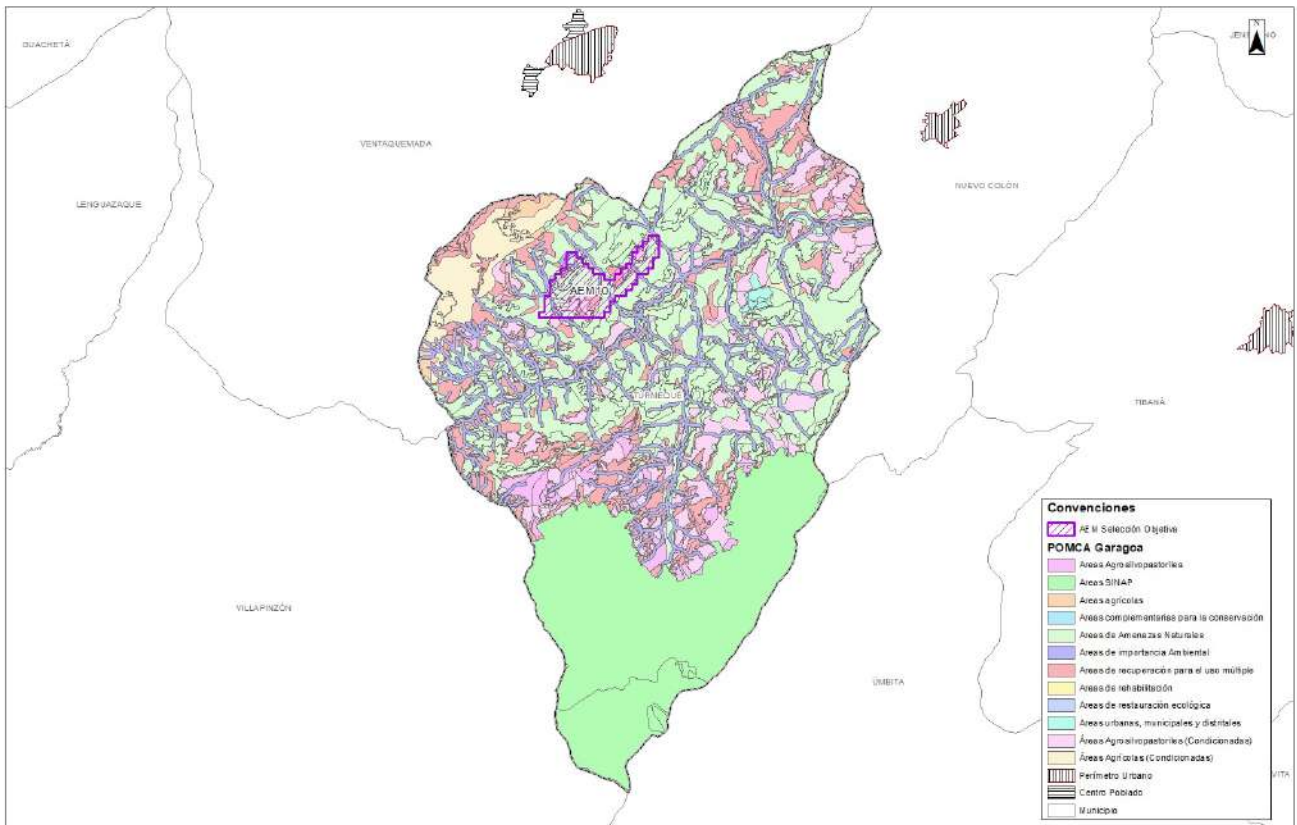 GUACHETÁ
N
VENTAQUEMADA
LENGUAZAQUE
NUEVO COLÓN
AEM10
TURMEQUÉ
TIBANÁ
VILLAPINZÓN
ÚMBITA
Convenciones
AEM Selección Objetiva
POMCA Garagoa
Areas Agrosilvopastoriles
Areas SINAP
Areas agrícolas
Areas complementarias para la conservación
Areas de Amenazas Naturales
Areas de importancia Ambiental
Areas de recuperación para el uso múltiple
Areas de rehabilitación
Areas de restauración ecológica
Areas urbanas, municipales y distritales
Áreas Agrosilvopastoriles (Condicionadas)
Áreas Agrícolas (Condicionadas)
Perímetro Urbano
Centro Poblado
Municipio
VITA